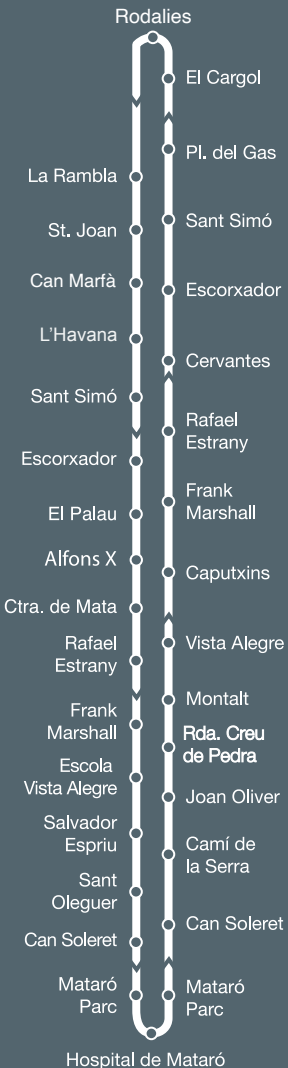 Rodalies
El Cargol
Pl. del Gas
La Rambla
Sant Simó
St. Joan
Can Marfà
Escorxador
L'Havana
Cervantes
Sant Simó
Rafael
Estrany
Escorxador
Frank
Marshall
El Palau
Alfons X
Caputxins
Ctra. de Mata
Rafael
Estrany
Vista Alegre
Montalt
Frank
Marshall
Rda. Creu
de Pedra
Escola
Vista Alegre
Joan Oliver
Salvador
Espriu
Camí de
la Serra
Sant
Oleguer
Can Soleret
Can Soleret
Mataró
Parc
Mataró
Parc
Hospital de Mataró